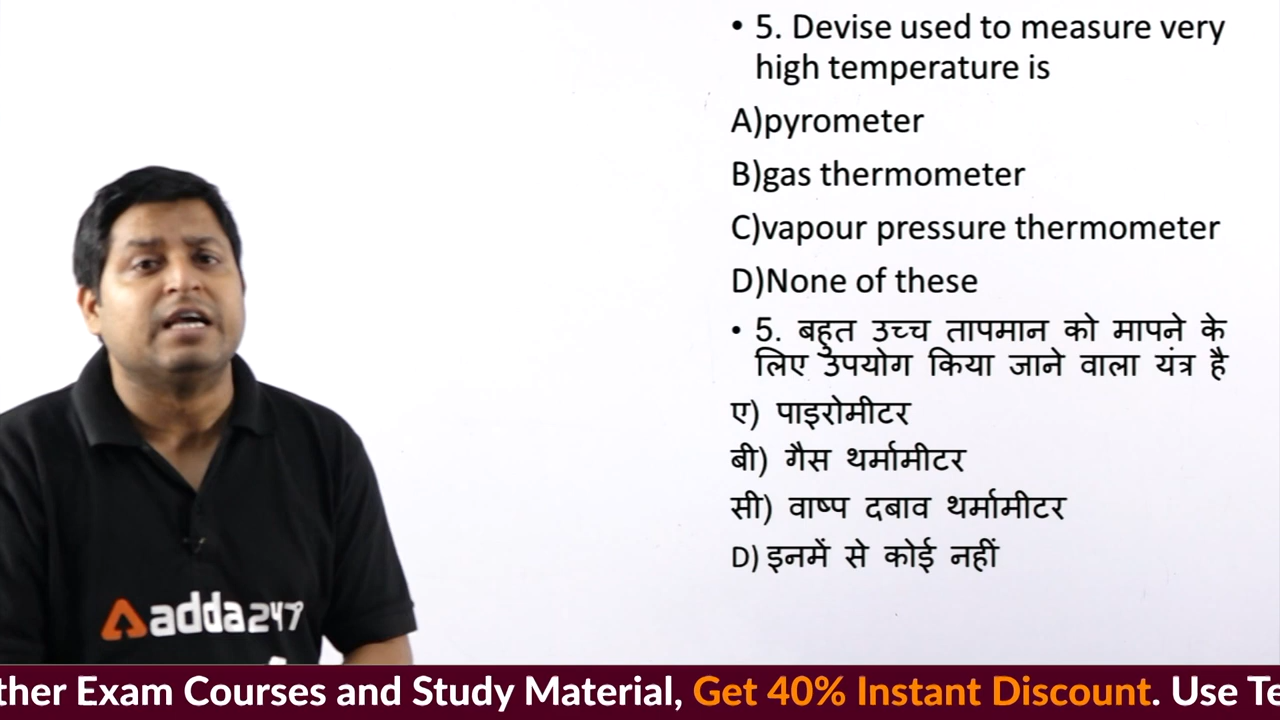 • 5. Devise used to measure very
high temperature is
A)pyrometer
B)gas thermometer
C)vapour pressure thermometer
D)None of these
• 5. बहुत उच्च तापमान को मापने के
लिए उपयोग किया जाने वाला यंत्र है
ए) पाइरोमीटर
बी) गैस थर्मामीटर
सी) वाष्प दबाव थर्मामीटर
D) इनमें से कोई नहीं
adda247
ther Exam Courses and Study Material, Get 40% Instant Discount. Use Te